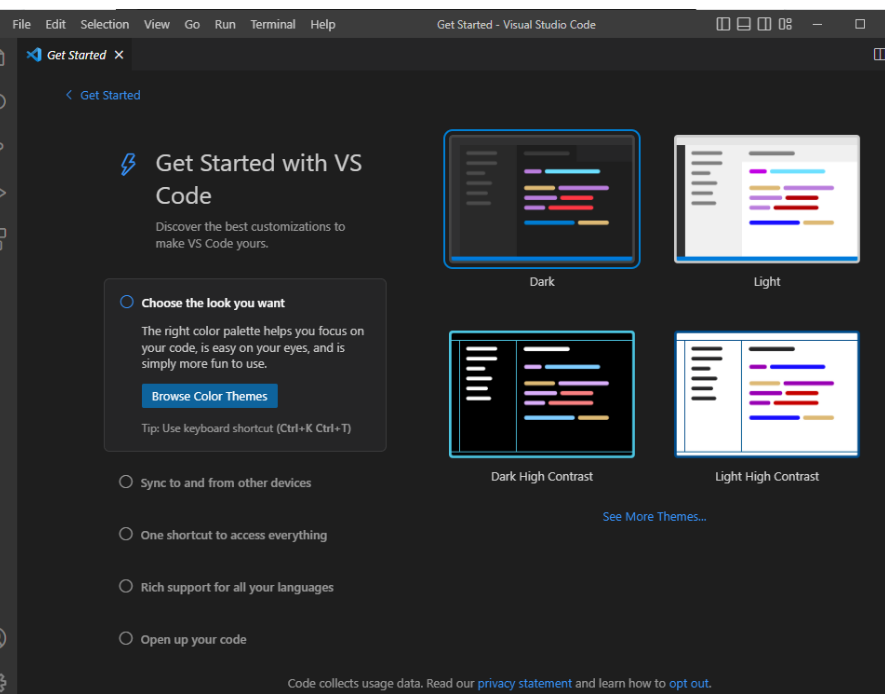 File Edit Selection View Go Run Terminal Help Get Started - Visual Studio Code
Get Started
Get Started
Get Started with VS
Code
Discover the best customizations to
make VS Code yours.
Choose the look you want
The right color palette helps you focus on
your code, is easy on your eyes, and is
simply more fun to use.
Browse Color Themes
Tip: Use keyboard shortcut (Ctrl+K Ctrl+T)
Sync to and from other devices
One shortcut to access everything
Rich support for all your languages
Open up your code
Dark
Light
Dark High Contrast
Light High Contrast
See More Themes...
Code collects usage data. Read our privacy statement and learn how to opt out.